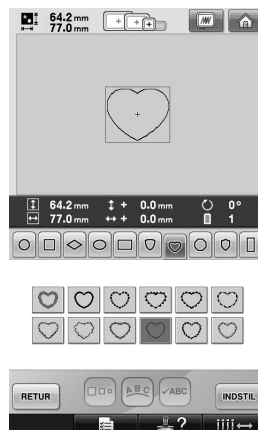 64.2 mm
77.0 mm
64.2 mm + 0.0 mm 0°
77.0 mm + 0.0 mm 1
RETUR ABC ABC INDSTIL
?